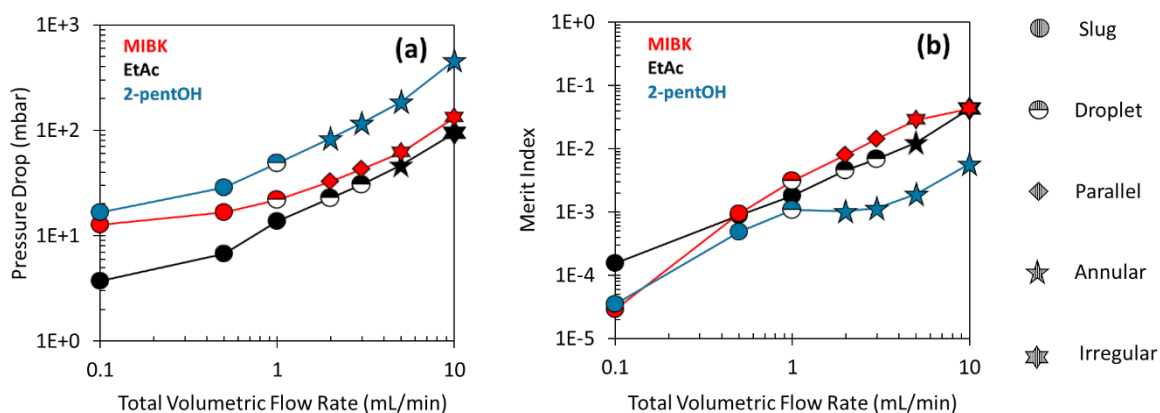 (a)
MIBK
EtAc
2-pentOH
1E+3
1E+2
1E+1
1E+0
Pressure Drop (mbar)
0.1
1
10
Total Volumetric Flow Rate (mL/min)
(b)
MIBK
EtAc
2-pentOH
1E+0
1E-1
1E-2
1E-3
1E-4
1E-5
Merit Index
0.1
1
10
Total Volumetric Flow Rate (mL/min)
Slug
Droplet
Parallel
Annular
Irregular